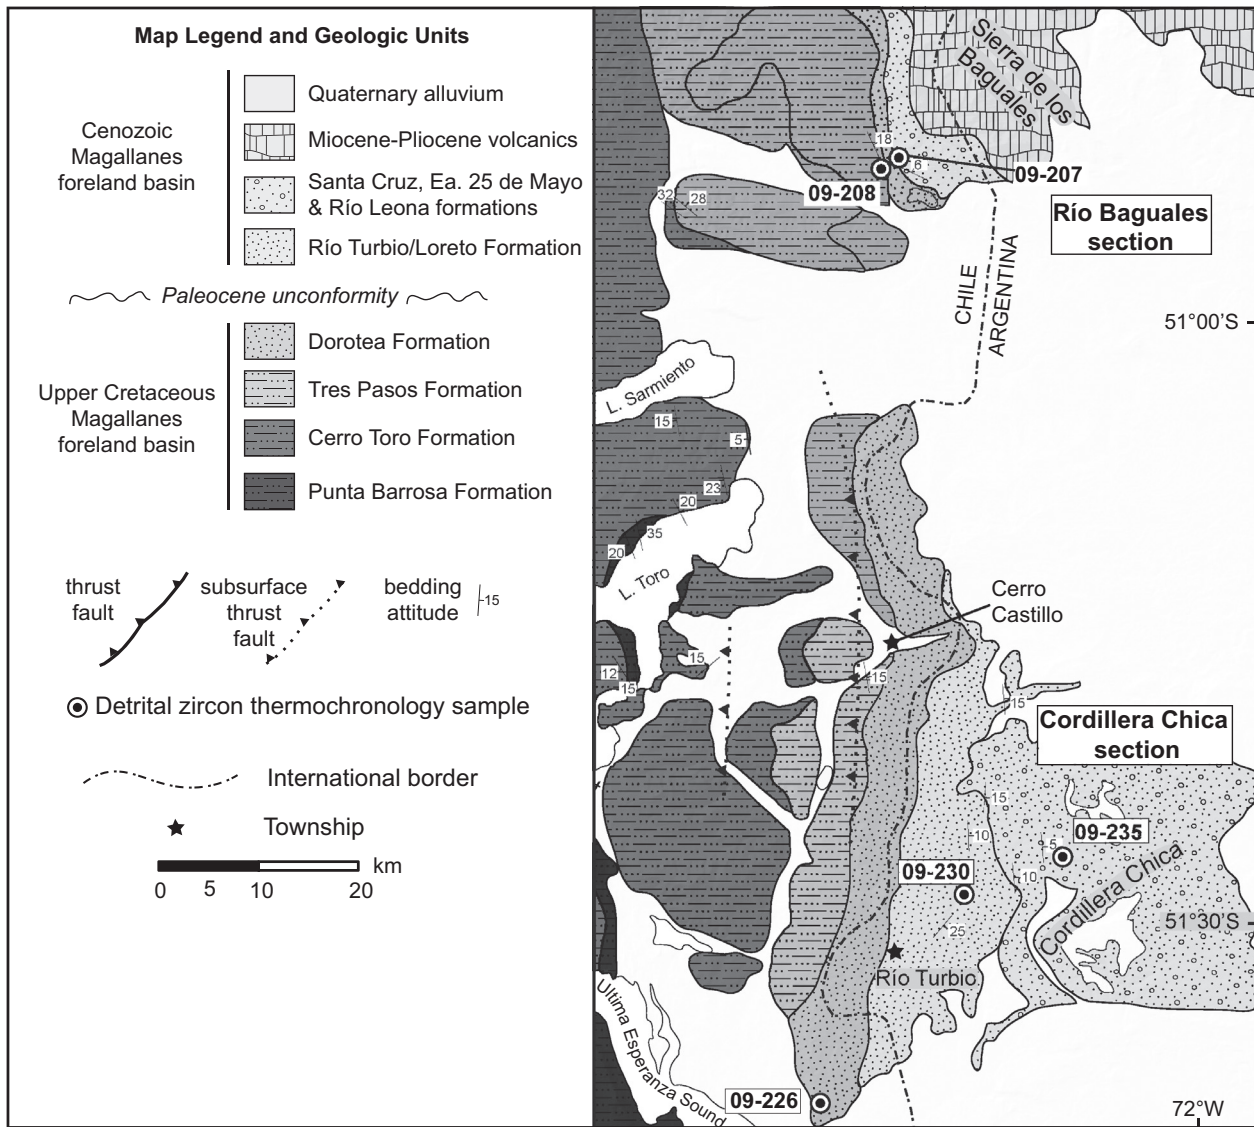 Map Legend and Geologic Units
Cenozoic
Magallanes
foreland basin
Quaternary alluvium
Miocene-Pliocene volcanics
Santa Cruz, Ea. 25 de Mayo
& Río Leona formations
Río Turbio/Loreto Formation
Paleocene unconformity
Upper Cretaceous
Magallanes
foreland basin
Dorotea Formation
Tres Pasos Formation
Cerro Toro Formation
Punta Barrosa Formation
thrust
fault
subsurface
thrust
fault
bedding
attitude
15
Detrital zircon thermochronology sample
International border
Township
km
0 5 10 20
Sierra de los
Baguales
18
6
09-207
09-208
32
28
Río Baguales
section
CHILE
ARGENTINA
51°00'S
L. Sarmiento
15
5
23
20
35
20
L. Toro
Cerro
Castillo
15
12
15
15
15
Cordillera Chica
section
15
10
5
09-235
09-230
10
Cordillera Chica
25
51°30'S
Río Turbio
Ultima Esperanza Sound
09-226
72°W